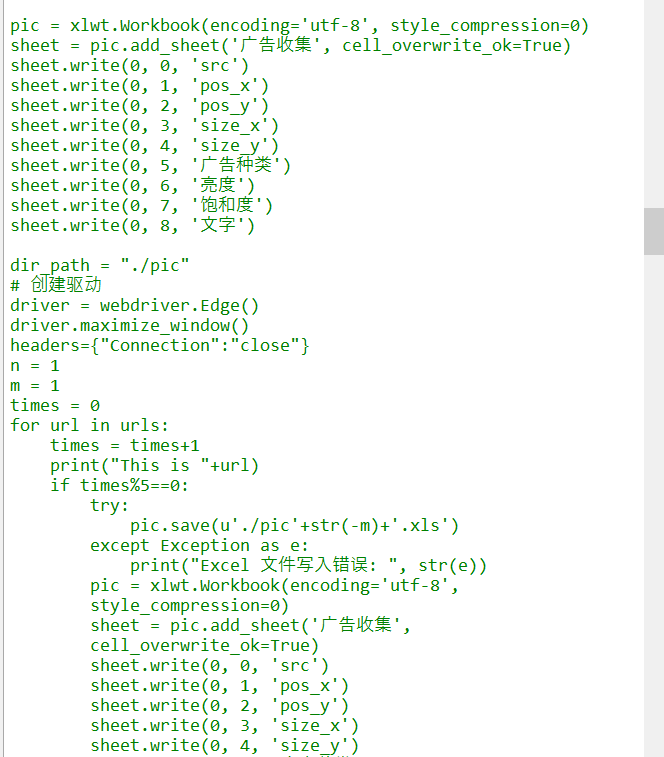 pic = xlwt.Workbook(encoding='utf-8', style_compression=0)
sheet = pic.add_sheet('广告收集', cell_overwrite_ok=True)
sheet.write(0, 0, 'src')
sheet.write(0, 1, 'pos_x')
sheet.write(0, 2, 'pos_y')
sheet.write(0, 3, 'size_x')
sheet.write(0, 4, 'size_y')
sheet.write(0, 5, '广告种类')
sheet.write(0, 6, '亮度')
sheet.write(0, 7, '饱和度')
sheet.write(0, 8, '文字')

dir_path = "./pic"
# 创建驱动
driver = webdriver.Edge()
driver.maximize_window()
headers={"Connection":"close"}
n = 1
m = 1
times = 0
for url in urls:
    times = times+1
    print("This is "+url)
    if times%5==0:
        try:
            pic.save(u'./pic'+str(-m)+'.xls')
        except Exception as e:
            print("Excel 文件写入错误: ", str(e))
        pic = xlwt.Workbook(encoding='utf-8',
        style_compression=0)
        sheet = pic.add_sheet('广告收集',
        cell_overwrite_ok=True)
        sheet.write(0, 0, 'src')
        sheet.write(0, 1, 'pos_x')
        sheet.write(0, 2, 'pos_y')
        sheet.write(0, 3, 'size_x')
        sheet.write(0, 4, 'size_y')